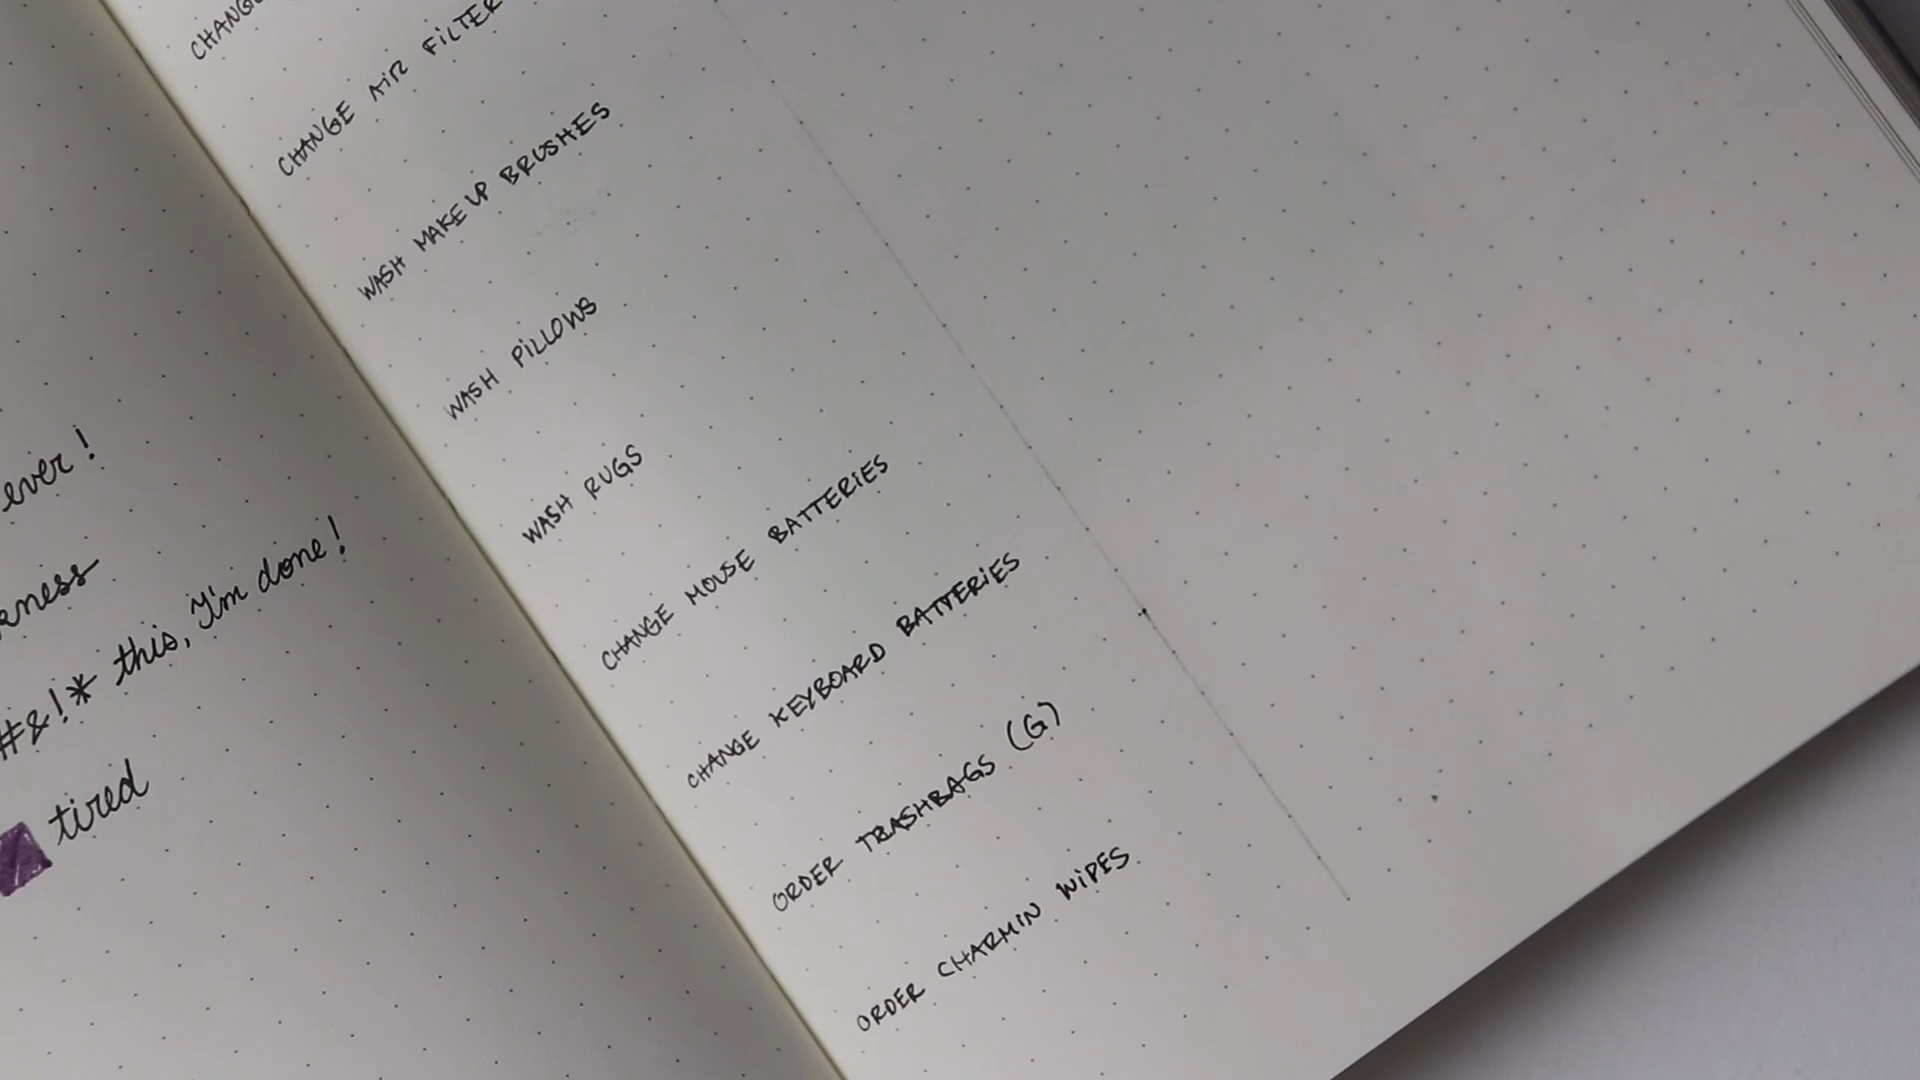 ever!
#&!* this, I'm done!
tired
CHANGE AIR FILTER
WASH MAKEUP BRUSHES
WASH PILLOWS
WASH RUGS
CHANGE MOUSE BATTERIES
CHANGE KEYBOARD BATTERIES
ORDER TRASHBAGS (G)
ORDER CHARMIN WIPES